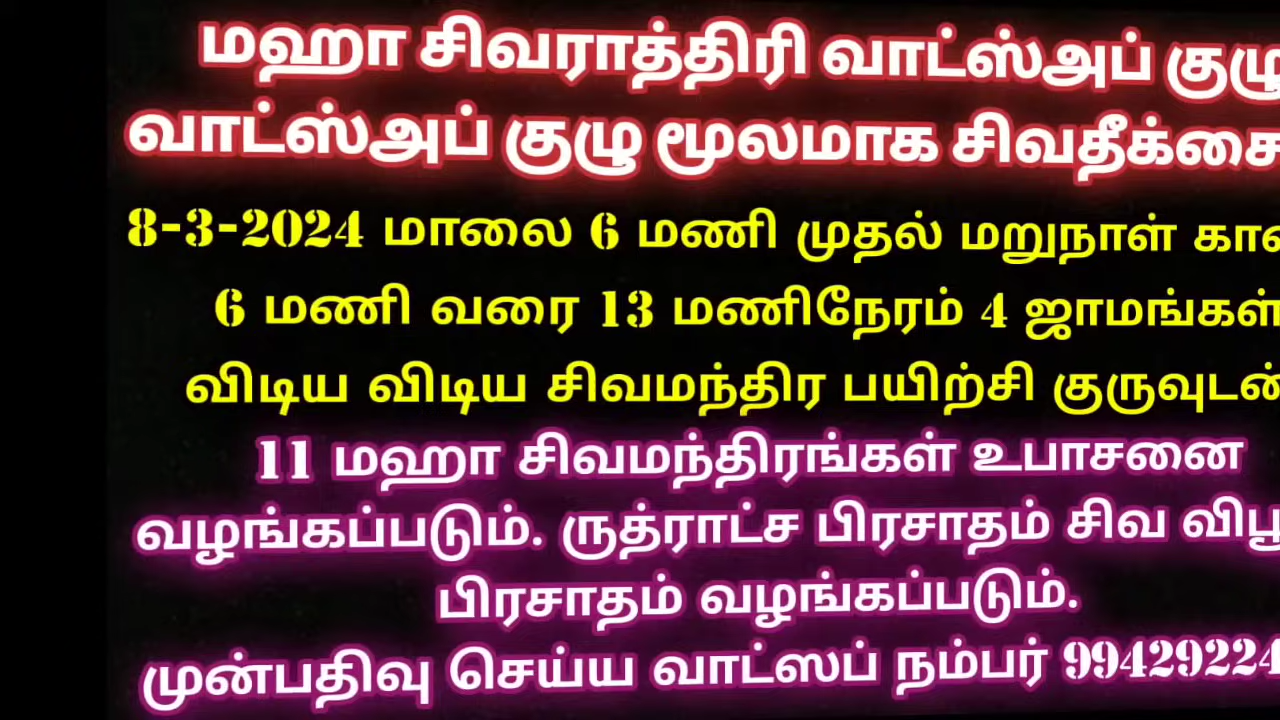 மஹா சிவராத்திரி வாட்ஸ்அப் குழு
வாட்ஸ்அப் குழு மூலமாக சிவதீக்சை
8-3-2024 மாலை 6 மணி முதல் மறுநாள்
6 மணி வரை 13 மணிநேரம் 4 ஜாமங்கள்
விடிய விடிய சிவமந்திர பயிற்சி குருவுடன்
11 மஹா சிவமந்திரங்கள் உபாசனை
வழங்கப்படும். ருத்ராட்ச பிரசாதம் சிவ
பிரசாதம் வழங்கப்படும்.
முன்பதிவு செய்ய வாட்ஸப் நம்பர் 99429224